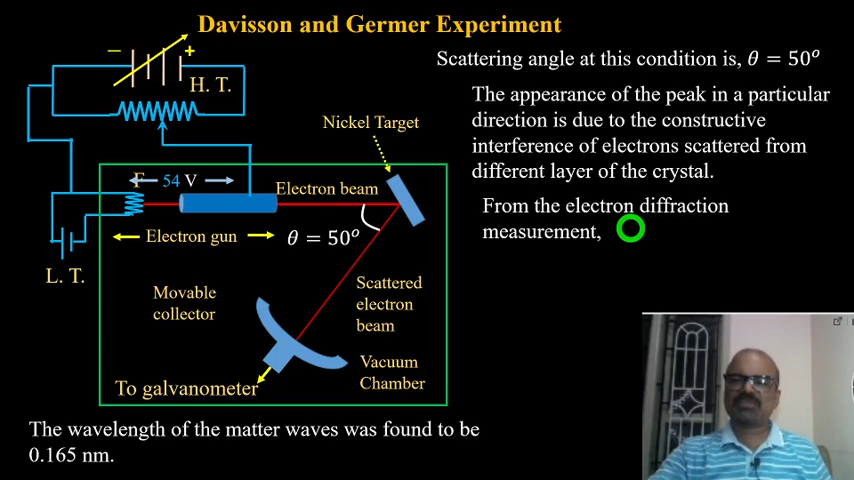 Davisson and Germer Experiment
− +
H. T.
Nickel Target
F
54 V
Electron beam
Electron gun
θ = 50°
L. T.
Movable
collector
Scattered
electron
beam
Vacuum
Chamber
To galvanometer
The wavelength of the matter waves was found to be
0.165 nm.
Scattering angle at this condition is, θ = 50°
The appearance of the peak in a particular
direction is due to the constructive
interference of electrons scattered from
different layer of the crystal.
From the electron diffraction
measurement,